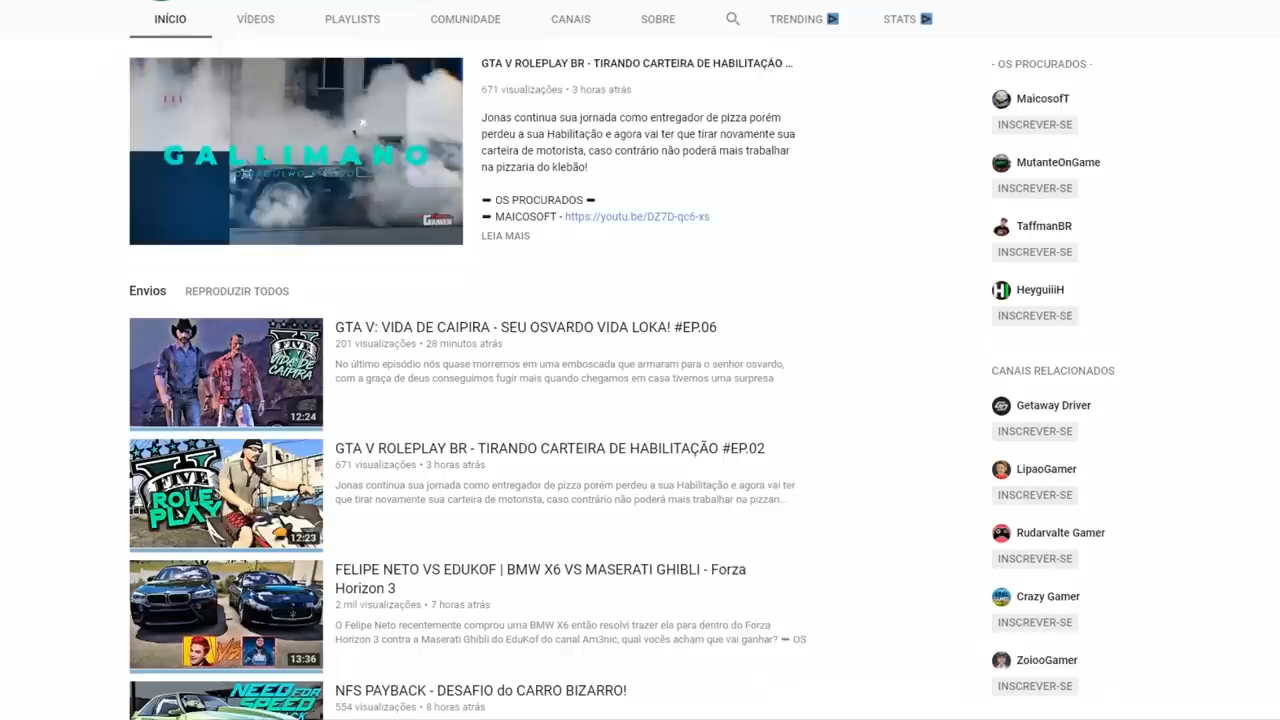 INÍCIO VÍDEOS PLAYLISTS COMUNIDADE CANAIS SOBRE TRENDING STATS
GALLIMANO
GAMER
GTA V ROLEPLAY BR - TIRANDO CARTEIRA DE HABILITAÇÃO ...
671 visualizações • 3 horas atrás
Jonas continua sua jornada como entregador de pizza porém
perdeu a sua Habilitação e agora vai ter que tirar novamente sua
carteira de motorista, caso contrário não poderá mais trabalhar
na pizzaria do klebão!
➖ OS PROCURADOS ➖
➖ MAICOSOFT - https://youtu.be/DZ7D-qc6-xs
LEIA MAIS
Envios REPRODUZIR TODOS
V
VIDA DE
CAIPIRA
12:24
GTA V: VIDA DE CAIPIRA - SEU OSVARDO VIDA LOKA! #EP.06
201 visualizações • 28 minutos atrás
No último episódio nós quase morremos em uma emboscada que armaram para o senhor osvardo,
com a graça de deus conseguimos fugir mais quando chegamos em casa tivemos uma surpresa
V
FIVE
ROLE
PLAY
12:23
GTA V ROLEPLAY BR - TIRANDO CARTEIRA DE HABILITAÇÃO #EP.02
671 visualizações • 3 horas atrás
Jonas continua sua jornada como entregador de pizza porém perdeu a sua Habilitação e agora vai ter
que tirar novamente sua carteira de motorista, caso contrário não poderá mais trabalhar na pizzari...
VS
13:36
FELIPE NETO VS EDUKOF | BMW X6 VS MASERATI GHIBLI - Forza
Horizon 3
2 mil visualizações • 7 horas atrás
O Felipe Neto recentemente comprou uma BMW X6 então resolvi trazer ela para dentro do Forza
Horizon 3 contra a Maserati Ghibli do EduKof do canal Am3nic, qual vocês acham que vai ganhar? ➖ OS
NEED FOR
SPEED
NFS PAYBACK - DESAFIO do CARRO BIZARRO!
554 visualizações • 8 horas atrás
- OS PROCURADOS -
MaicosofT
INSCREVER-SE
MutanteOnGame
INSCREVER-SE
TaffmanBR
INSCREVER-SE
HeyguiiiH
INSCREVER-SE
CANAIS RELACIONADOS
Getaway Driver
INSCREVER-SE
LipaoGamer
INSCREVER-SE
Rudarvalte Gamer
INSCREVER-SE
Crazy Gamer
INSCREVER-SE
ZoiooGamer
INSCREVER-SE